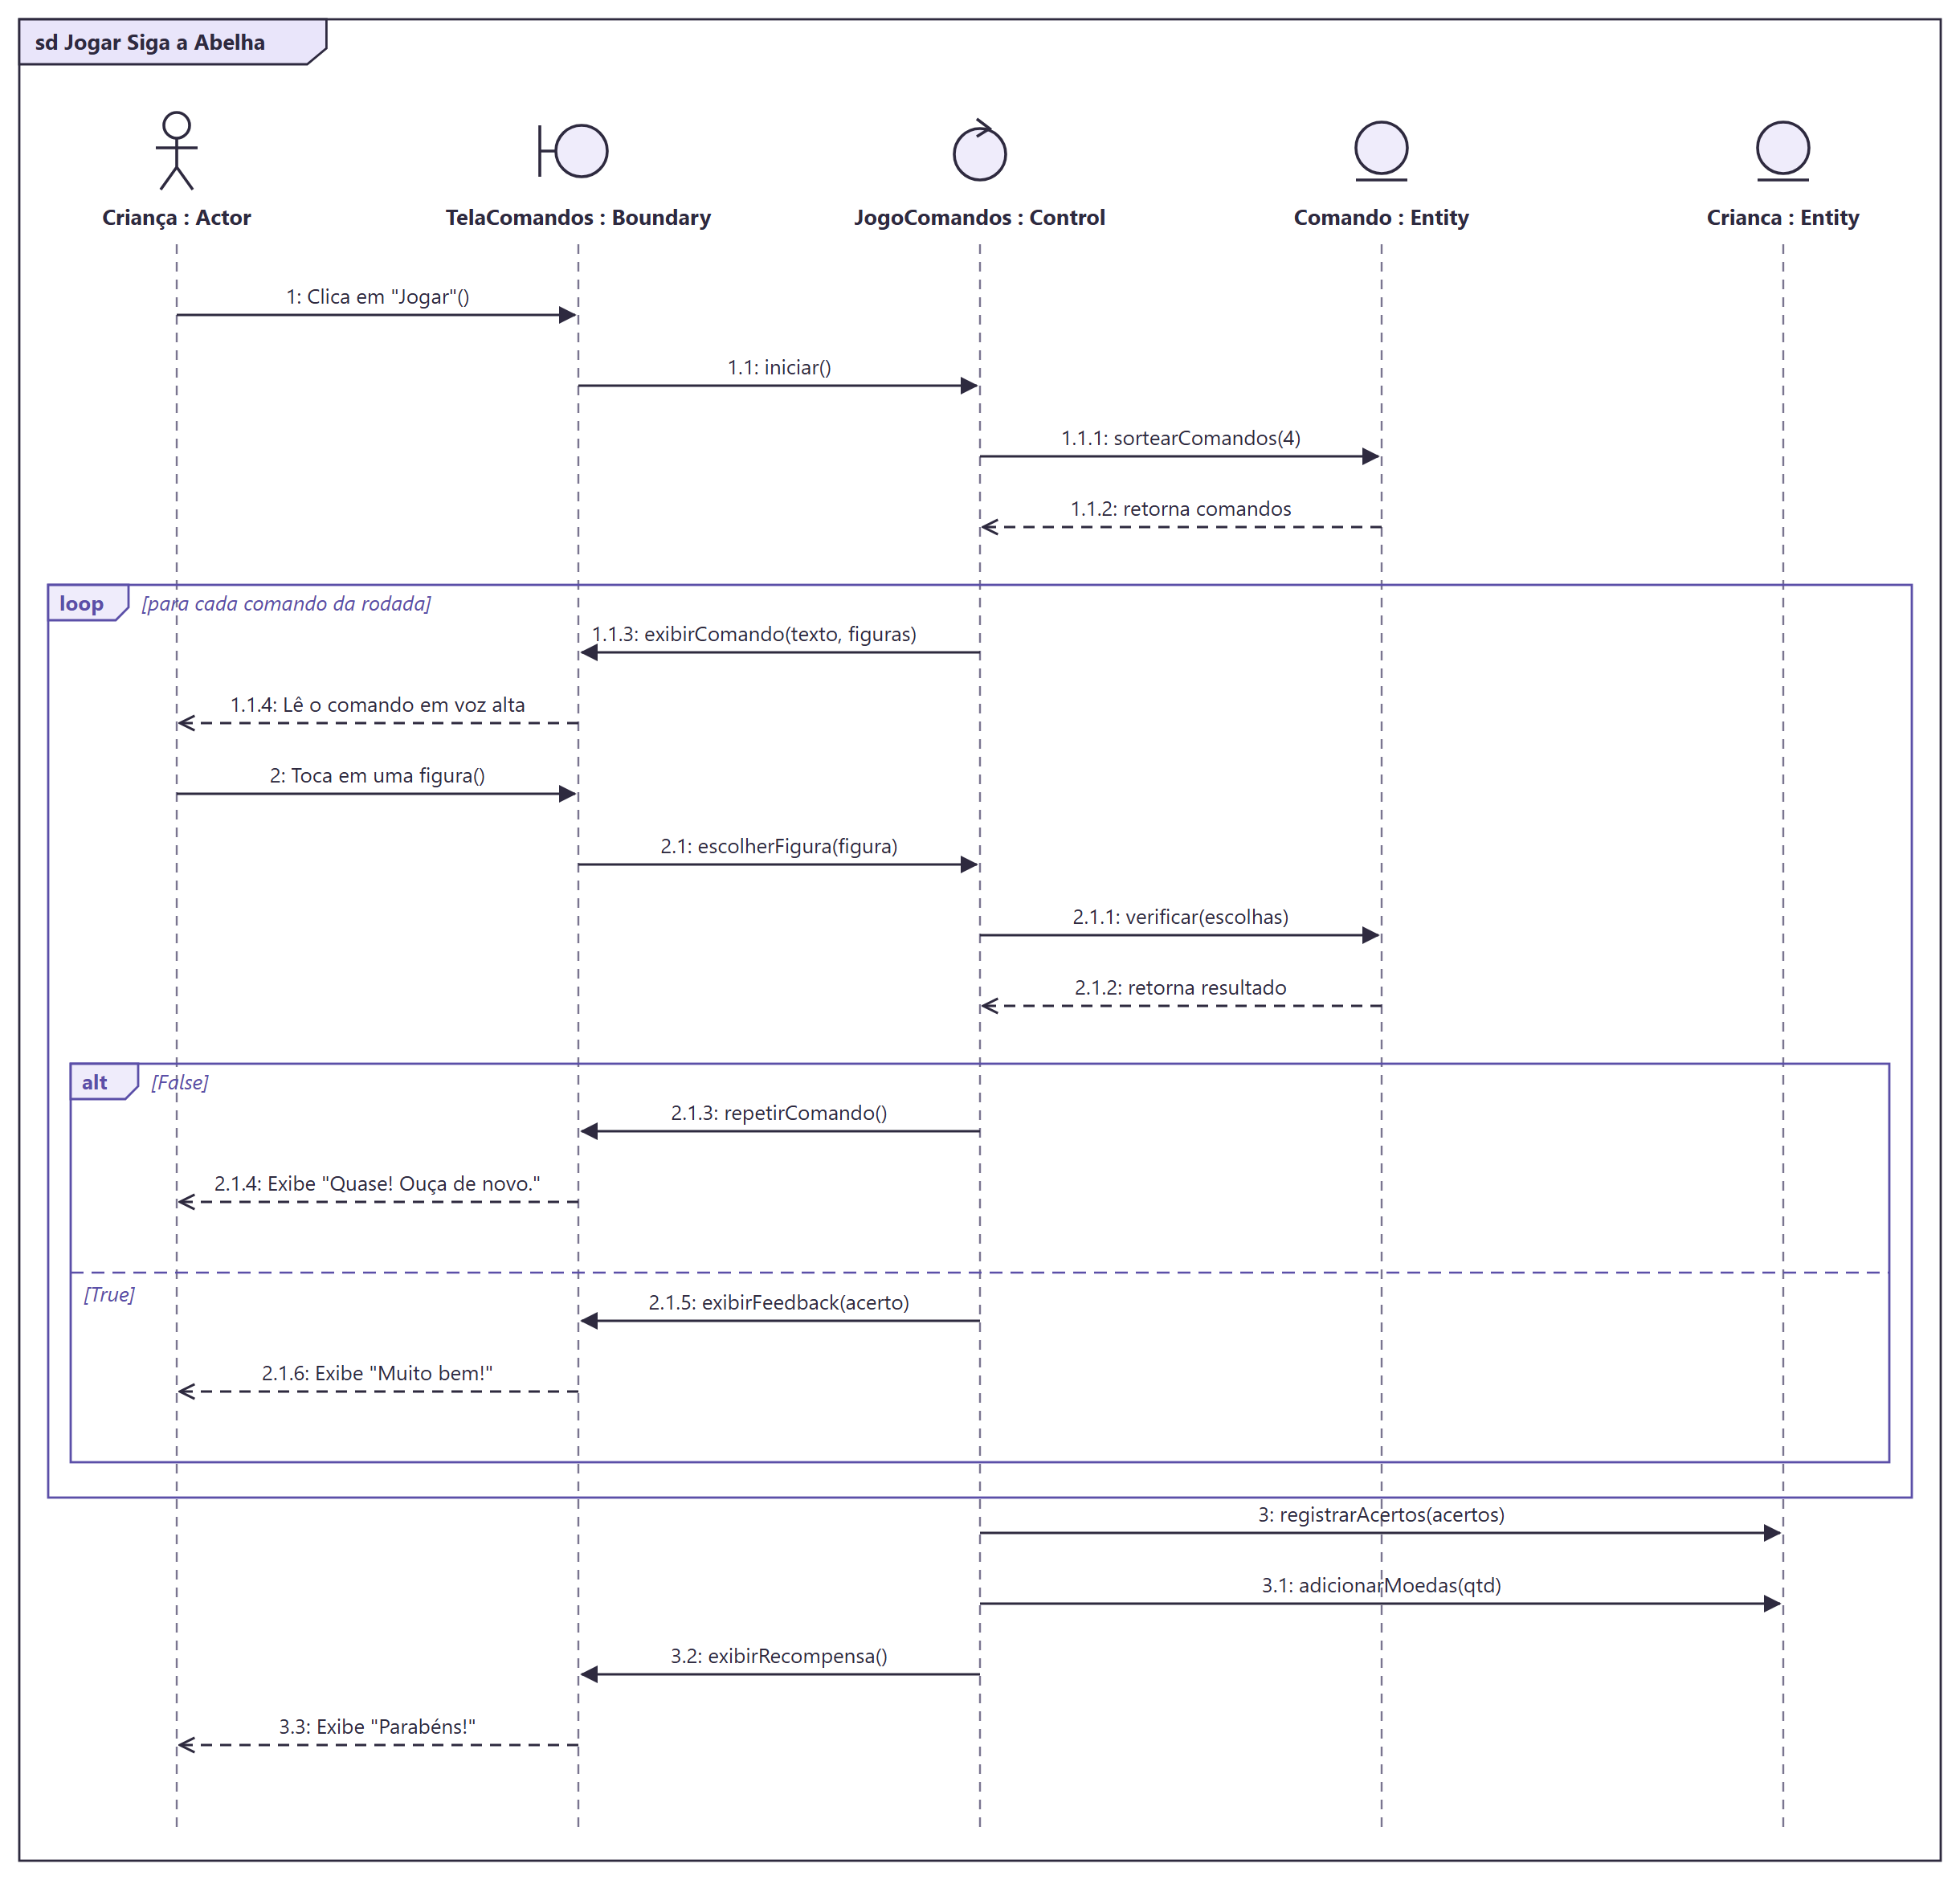 sd Jogar Siga a Abelha
Criança : Actor
TelaComandos : Boundary
JogoComandos : Control
Comando : Entity
Crianca : Entity
1: Clica em "Jogar"()
1.1: iniciar()
1.1.1: sortearComandos(4)
1.1.2: retorna comandos
loop [para cada comando da rodada]
1.1.3: exibirComando(texto, figuras)
1.1.4: Lê o comando em voz alta
2: Toca em uma figura()
2.1: escolherFigura(figura)
2.1.1: verificar(escolhas)
2.1.2: retorna resultado
alt [False]
2.1.3: repetirComando()
2.1.4: Exibe "Quase! Ouça de novo."
[True]
2.1.5: exibirFeedback(acerto)
2.1.6: Exibe "Muito bem!"
3: registrarAcertos(acertos)
3.1: adicionarMoedas(qtd)
3.2: exibirRecompensa()
3.3: Exibe "Parabéns!"